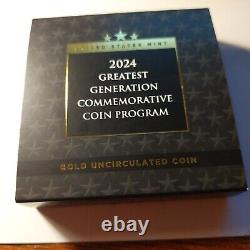 UNITED STATES MINT
2024
GREATEST
GENERATION
COMMEMORATIVE
COIN PROGRAM
GOLD UNCIRCULATED COIN